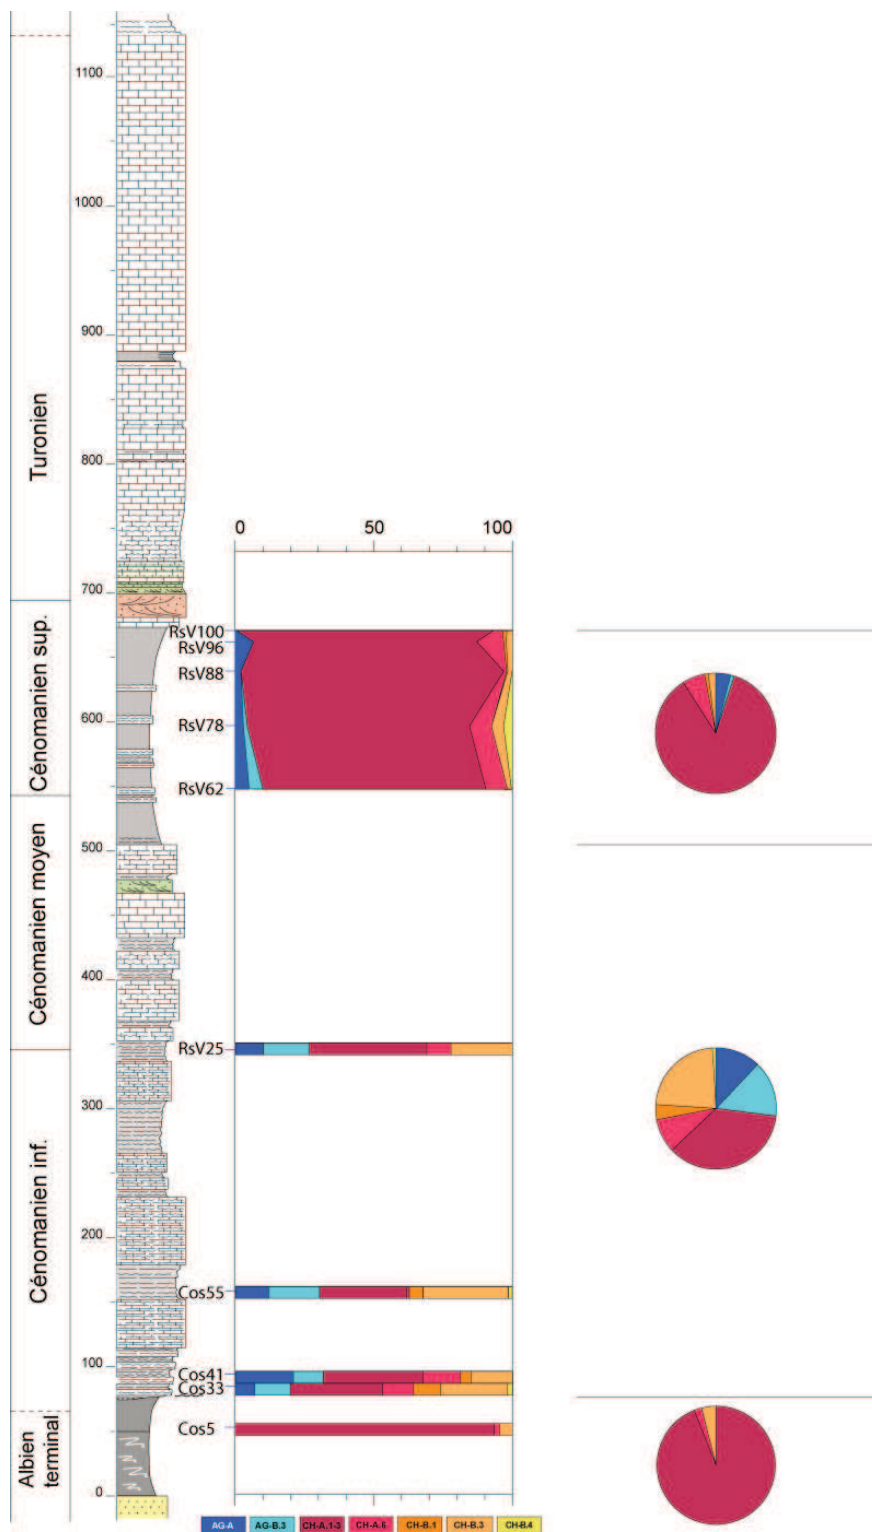 1100
1000
900
800
700
600
500
400
300
200
100
0
Turonien
Cénomanien sup.
Cénomanien moyen
Cénomanien inf.
Albien
terminal
0 50 100
RsV100
RsV96
RsV88
RsV78
RsV62
RsV25
Cos55
Cos41
Cos33
Cos5
AG-A AG-B.3 CH-A.1-3 CH-A.6 CH-B.1 CH-B.3 CH-B.4